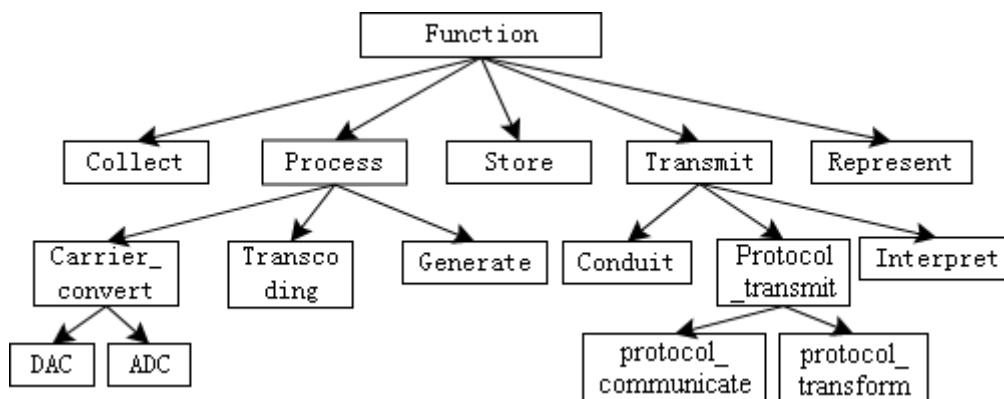 Function
Collect
Process
Store
Transmit
Represent
Carrier_
convert
Transco
ding
Generate
Conduit
Protocol
_transmit
Interpret
DAC
ADC
protocol_
communicate
protocol_
transform